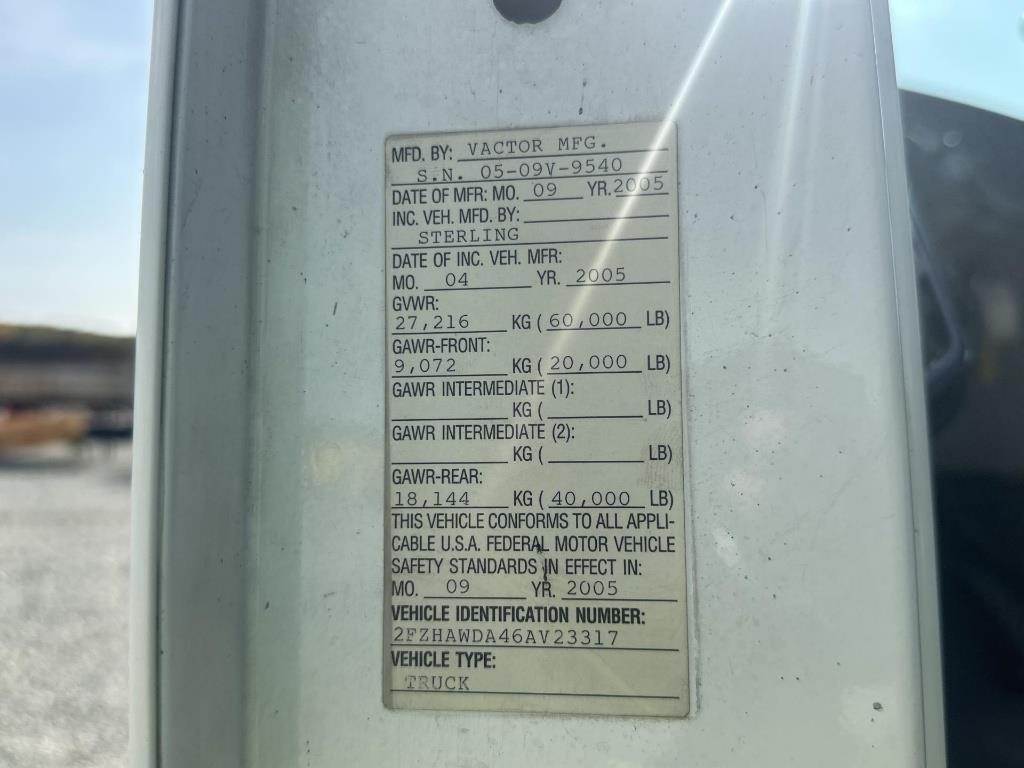 MFD. BY: VACTOR MFG.
S.N. 05-09V-9540
DATE OF MFR: MO. 09 YR. 2005
INC. VEH. MFD. BY:
STERLING
DATE OF INC. VEH. MFR:
MO. 04 YR. 2005
GVWR:
27,216 KG ( 60,000 LB)
GAWR-FRONT:
9,072 KG ( 20,000 LB)
GAWR INTERMEDIATE (1):
KG ( LB)
GAWR INTERMEDIATE (2):
KG ( LB)
GAWR-REAR:
18,144 KG ( 40,000 LB)
THIS VEHICLE CONFORMS TO ALL APPLI-
CABLE U.S.A. FEDERAL MOTOR VEHICLE
SAFETY STANDARDS IN EFFECT IN:
MO. 09 YR. 2005
VEHICLE IDENTIFICATION NUMBER:
2FZHAWDA46AV23317
VEHICLE TYPE:
TRUCK